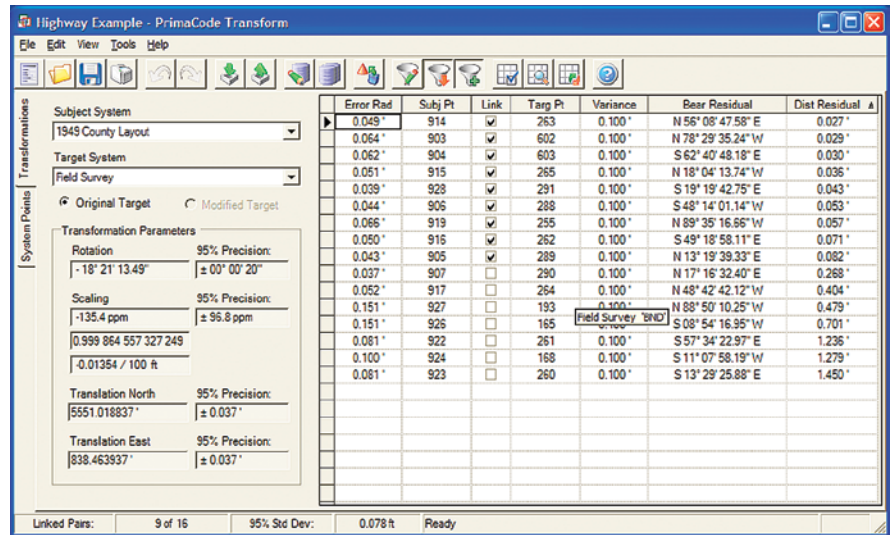 Highway Example - PrimaCode Transform
File Edit View Tools Help
Transformations
System Points
Subject System
1949 County Layout
Target System
Field Survey
Original Target Modified Target
Transformation Parameters
Rotation 95% Precision:
- 18° 21' 13.49" ± 00° 00' 20"
Scaling 95% Precision:
-135.4 ppm ± 96.8 ppm
0.999 864 557 327 249
-0.01354 / 100 ft
Translation North 95% Precision:
5551.018837 ' ± 0.037 '
Translation East 95% Precision:
838.463937 ' ± 0.037 '
Error Rad Subj Pt Link Targ Pt Variance Bear Residual Dist Residual
0.049 ' 914 263 0.100 ' N 56° 08' 47.58" E 0.027 '
0.064 ' 903 602 0.100 ' N 78° 29' 35.24" W 0.029 '
0.062 ' 904 603 0.100 ' S 62° 40' 48.18" E 0.030 '
0.051 ' 915 265 0.100 ' N 18° 04' 13.74" W 0.036 '
0.039 ' 928 291 0.100 ' S 19° 19' 42.75" E 0.043 '
0.044 ' 906 288 0.100 ' S 48° 14' 01.14" W 0.053 '
0.066 ' 919 255 0.100 ' N 89° 35' 16.66" W 0.057 '
0.050 ' 916 262 0.100 ' S 49° 18' 58.11" E 0.071 '
0.043 ' 905 289 0.100 ' N 13° 19' 39.33" E 0.082 '
0.037 ' 907 290 0.100 ' N 17° 16' 32.40" E 0.268 '
0.052 ' 917 264 0.100 ' N 48° 42' 42.12" W 0.404 '
0.151 ' 927 193 0.100 ' N 88° 50' 10.25" W 0.479 '
Field Survey "BND"
0.151 ' 926 165 0.100 ' S 08° 54' 16.95" W 0.701 '
0.081 ' 922 261 0.100 ' S 57° 34' 22.97" E 1.236 '
0.100 ' 924 168 0.100 ' S 11° 07' 58.19" W 1.279 '
0.081 ' 923 260 0.100 ' S 13° 29' 25.88" E 1.450 '
Linked Pairs: 9 of 16 95% Std Dev: 0.078 ft Ready